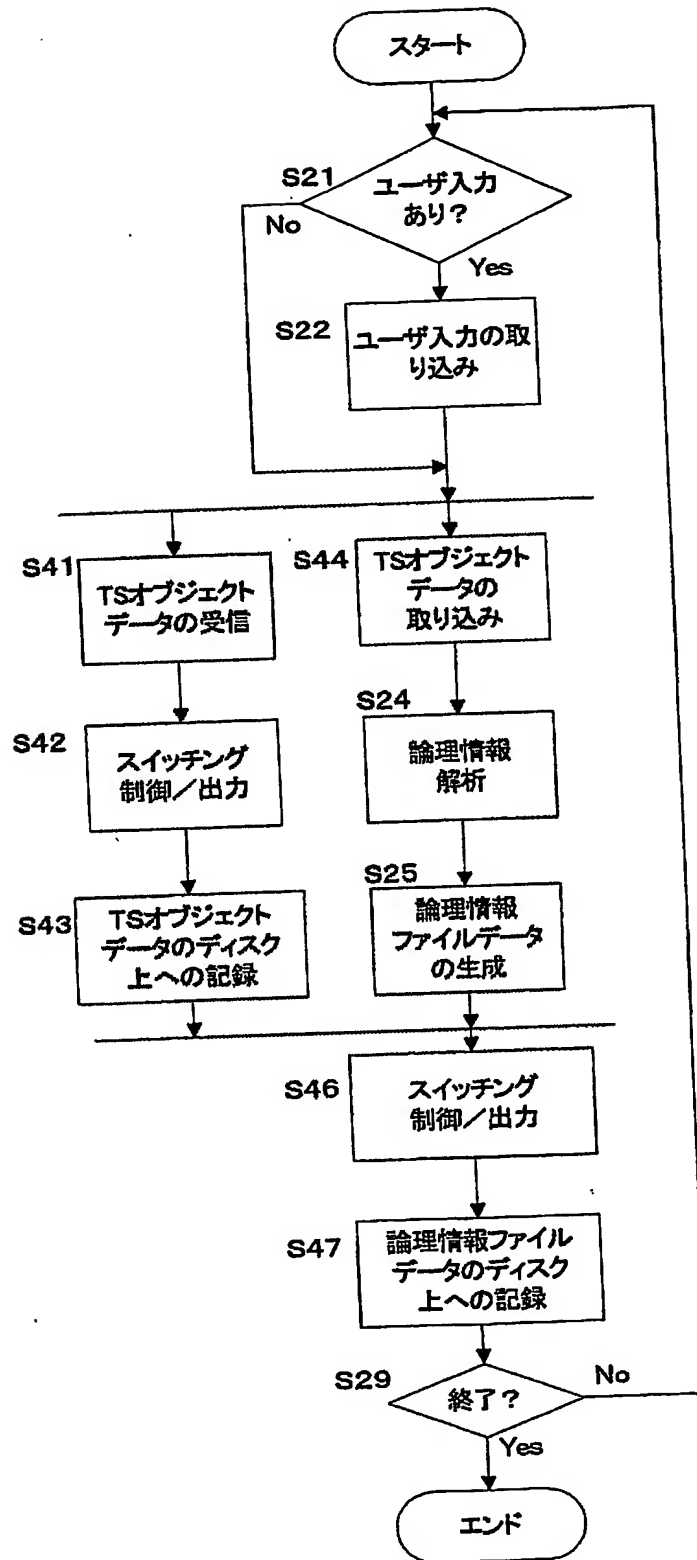 スタート
S21
ユーザ入力
あり?
No
Yes
S22
ユーザ入力の取
り込み
S41
TSオブジェクト
データの受信
S44
TSオブジェクト
データの
取り込み
S42
スイッチング
制御/出力
S24
論理情報
解析
S43
TSオブジェクト
データのディスク
上への記録
S25
論理情報
ファイルデータ
の生成
S46
スイッチング
制御/出力
S47
論理情報ファイル
データのディスク
上への記録
S29
終了?
No
Yes
エンド